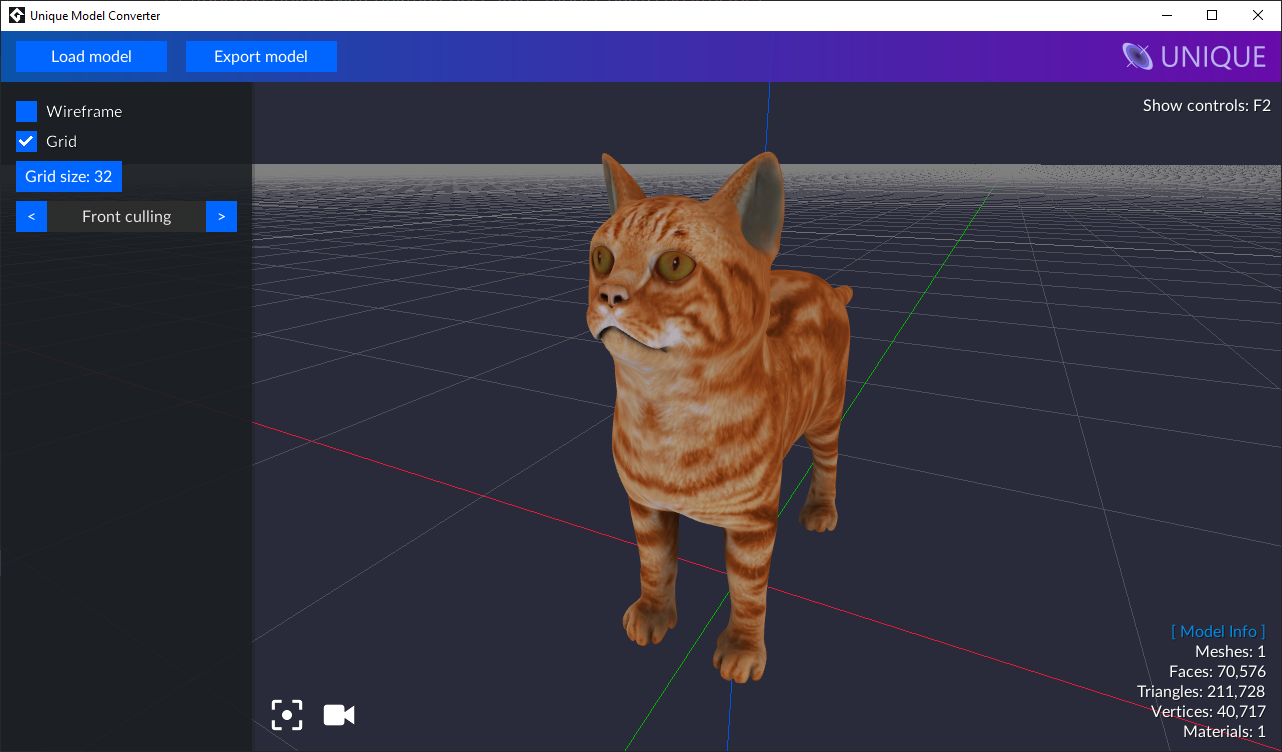 Unique Model Converter
Load model
Export model
UNIQUE
Wireframe
Grid
Grid size: 32
< Front culling >
Show controls: F2
[ Model Info ]
Meshes: 1
Faces: 70,576
Triangles: 211,728
Vertices: 40,717
Materials: 1